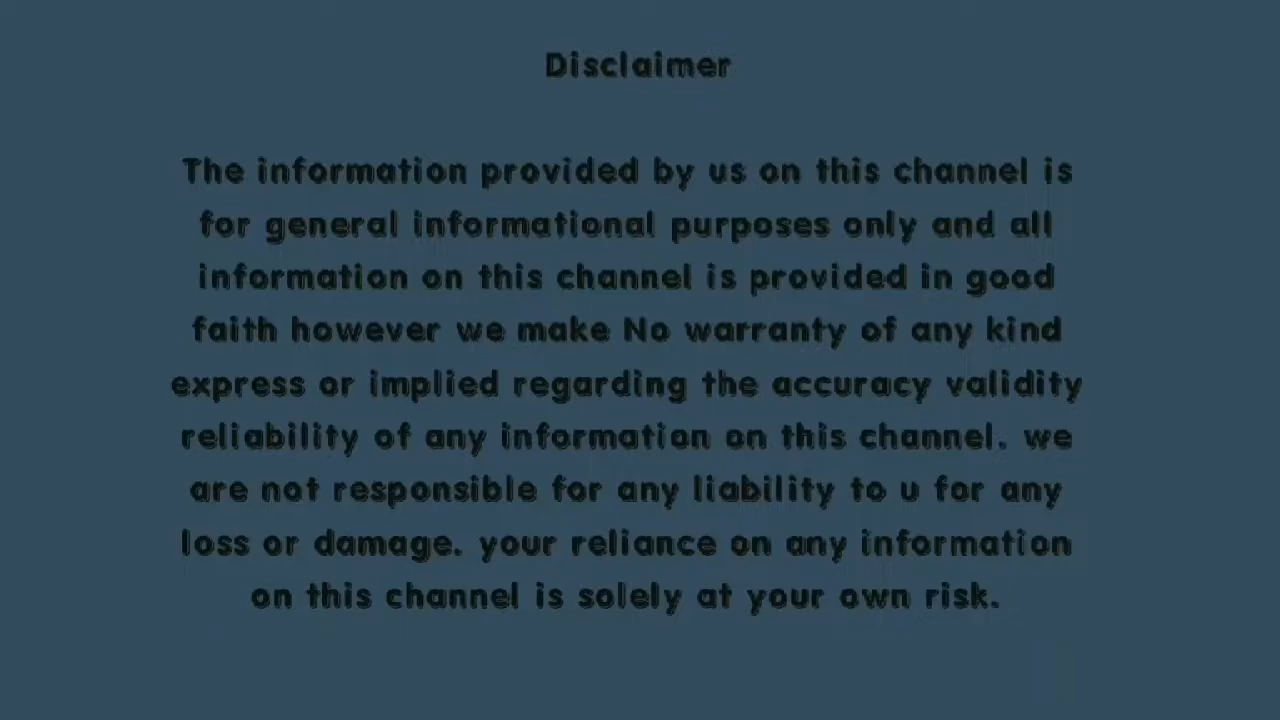 Disclaimer
The information provided by us on this channel is
for general informational purposes only and all
information on this channel is provided in good
faith however we make No warranty of any kind
express or implied regarding the accuracy validity
reliability of any information on this channel. we
are not responsible for any liability to u for any
loss or damage. your reliance on any information
on this channel is solely at your own risk.